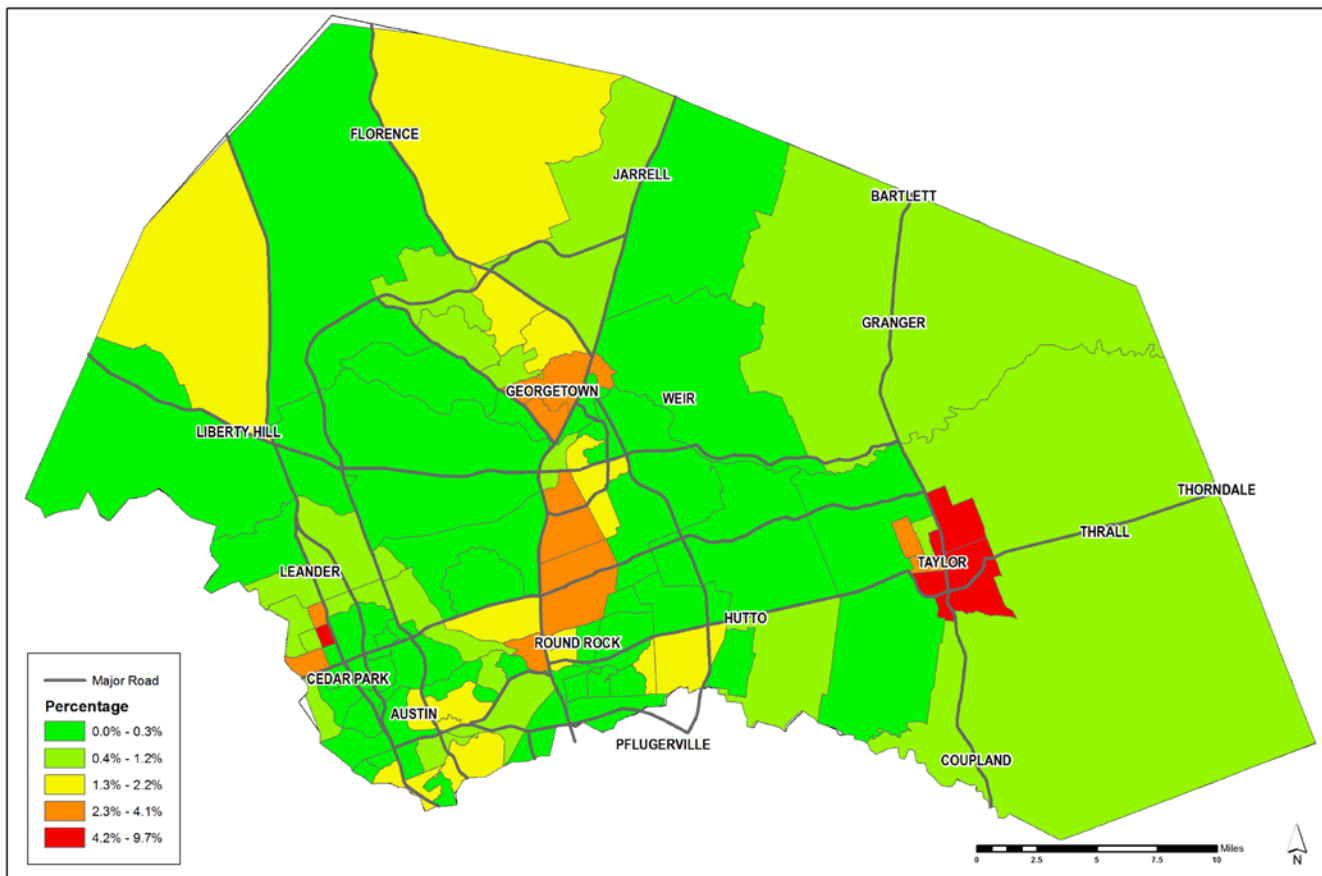 FLORENCE
JARRELL
BARTLETT
GRANGER
GEORGETOWN
WEIR
LIBERTY HILL
THORNDALE
THRALL
TAYLOR
LEANDER
HUTTO
ROUND ROCK
CEDAR PARK
AUSTIN
PFLUGERVILLE
COUPLAND
Major Road
Percentage
0.0% - 0.3%
0.4% - 1.2%
1.3% - 2.2%
2.3% - 4.1%
4.2% - 9.7%
Miles
0 2.5 5 7.5 10
N